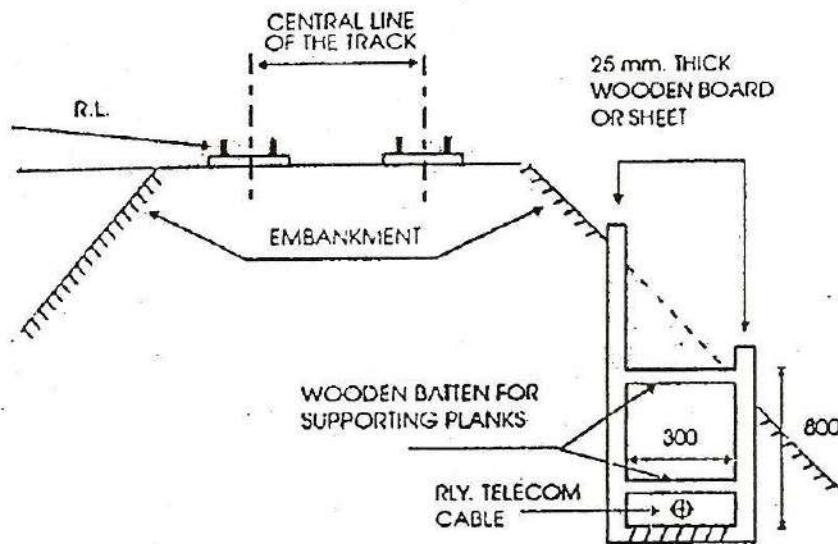 CENTRAL LINE
OF THE TRACK
25 mm. THICK
WOODEN BOARD
OR SHEET
R.L.
EMBANKMENT
WOODEN BATTEN FOR
SUPPORTING PLANKS
300
800
RLY. TELECOM
CABLE